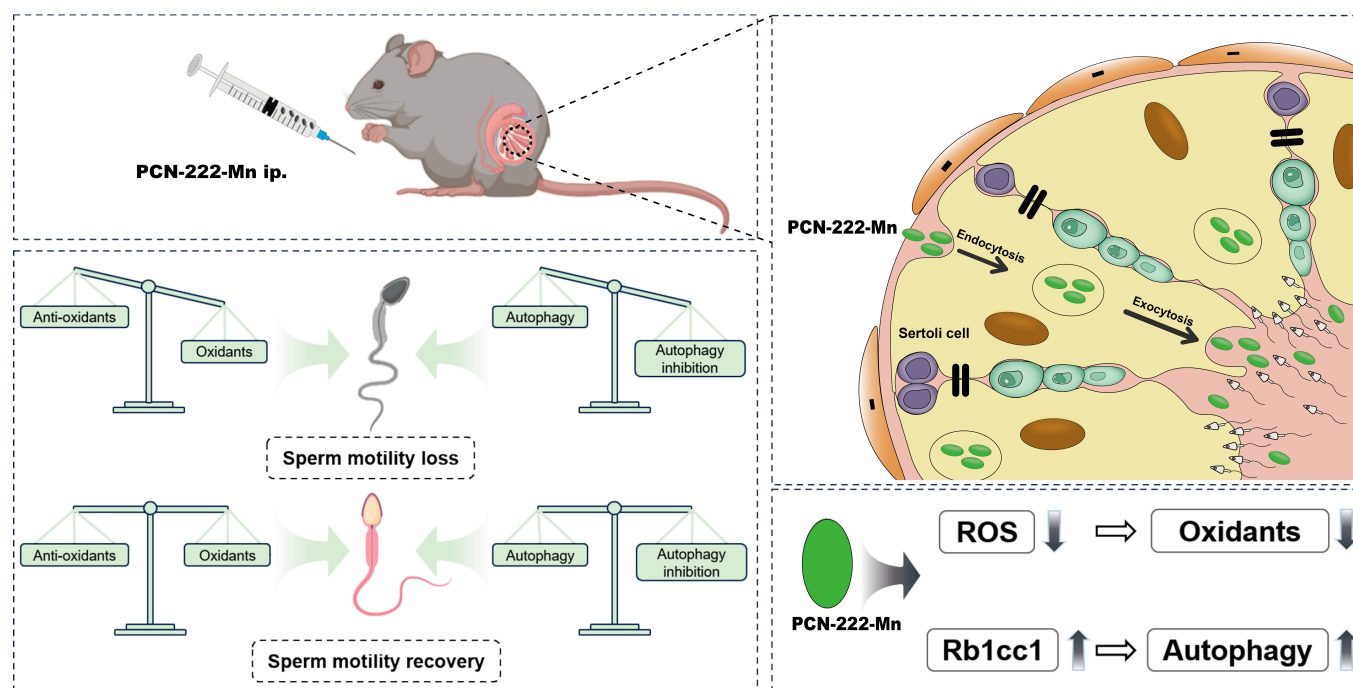 PCN-222-Mn ip.
Anti-oxidants
Oxidants
Autophagy
Autophagy
inhibition
Sperm motility loss
Anti-oxidants
Oxidants
Autophagy
Autophagy
inhibition
Sperm motility recovery
PCN-222-Mn
Endocytosis
Exocytosis
Sertoli cell
PCN-222-Mn
ROS
Oxidants
Rb1cc1
Autophagy